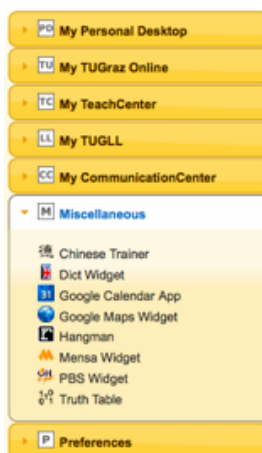 PD My Personal Desktop
TU My TUGraz Online
TC My TeachCenter
LL My TUGLL
CC My CommunicationCenter
M Miscellaneous
德 Chinese Trainer
Dict Widget
31 Google Calendar App
Google Maps Widget
Hangman
Mensa Widget
PBS Widget
Truth Table
P Preferences